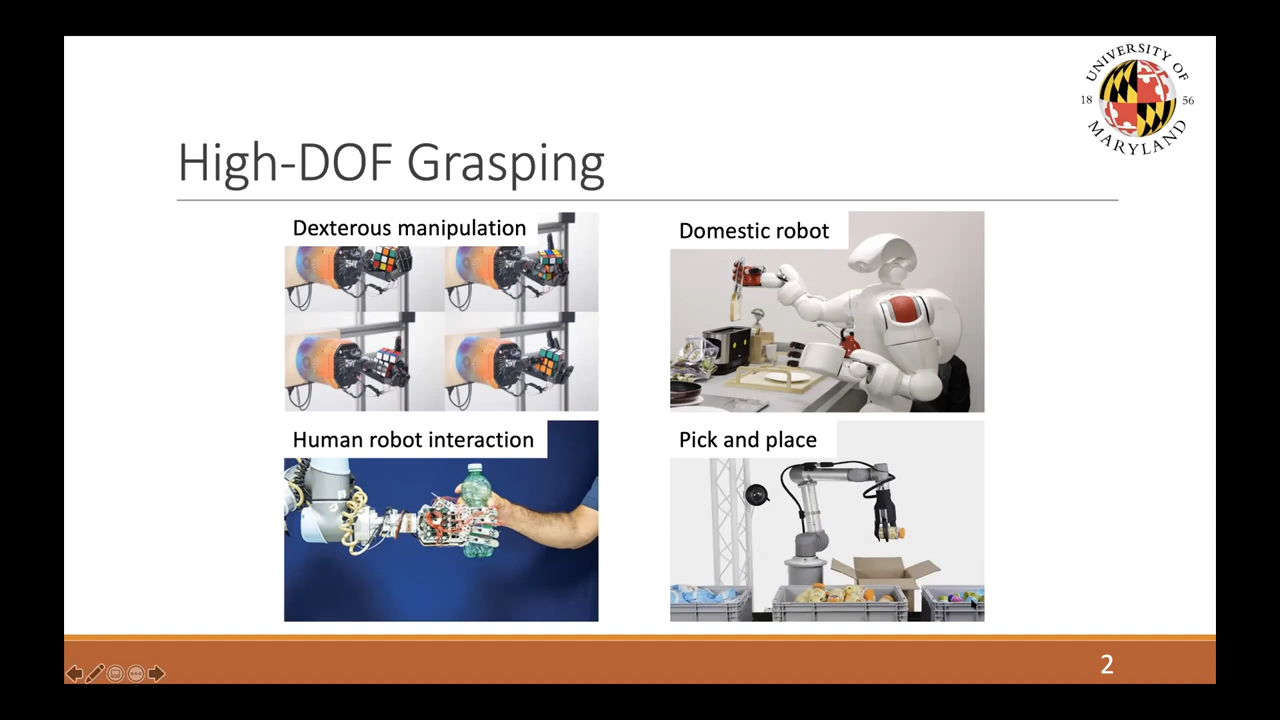 UNIVERSITY OF
18 56
MARYLAND
High-DOF Grasping
Dexterous manipulation
Domestic robot
Human robot interaction
Pick and place
2